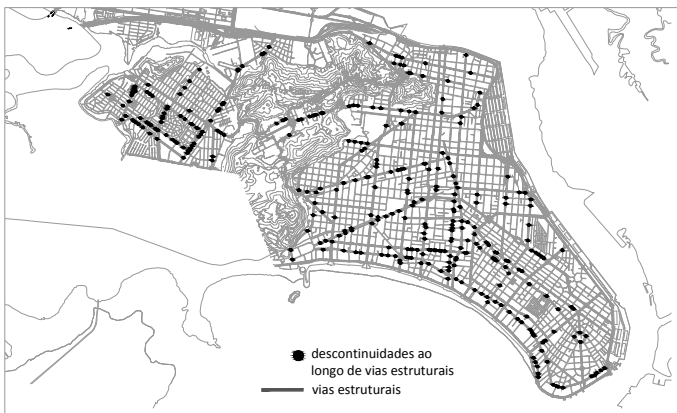 descontinuidades ao
longo de vias estruturais
vias estruturais